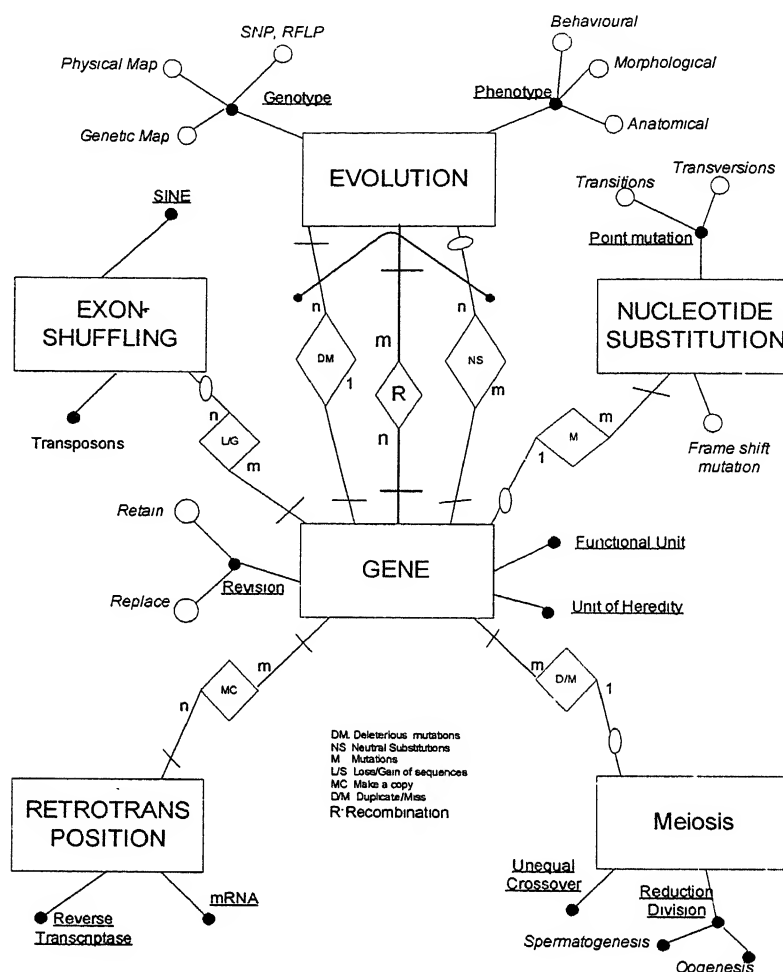 SNP, RFLP
Physical Map
Genotype
Genetic Map
Behavioural
Morphological
Phenotype
Anatomical
EVOLUTION
SINE
EXON-
SHUFFLING
Transposons
Transitions
Transversions
Point mutation
NUCLEOTIDE
SUBSTITUTION
Frame shift
mutation
n
n
DM
1
m
R
n
NS
m
n
L/G
m
m
M
1
Retain
Revision
Replace
GENE
Functional Unit
Unit of Heredity
m
MC
n
m
D/M
1
DM. Deleterious mutations
NS Neutral Substitutions
M Mutations
L/S Loss/Gain of sequences
MC Make a copy
D/M Duplicate/Miss
R Recombination
RETROTRANS
POSITION
Reverse
Transcriptase
mRNA
Meiosis
Unequal
Crossover
Reduction
Division
Spermatogenesis
Oogenesis